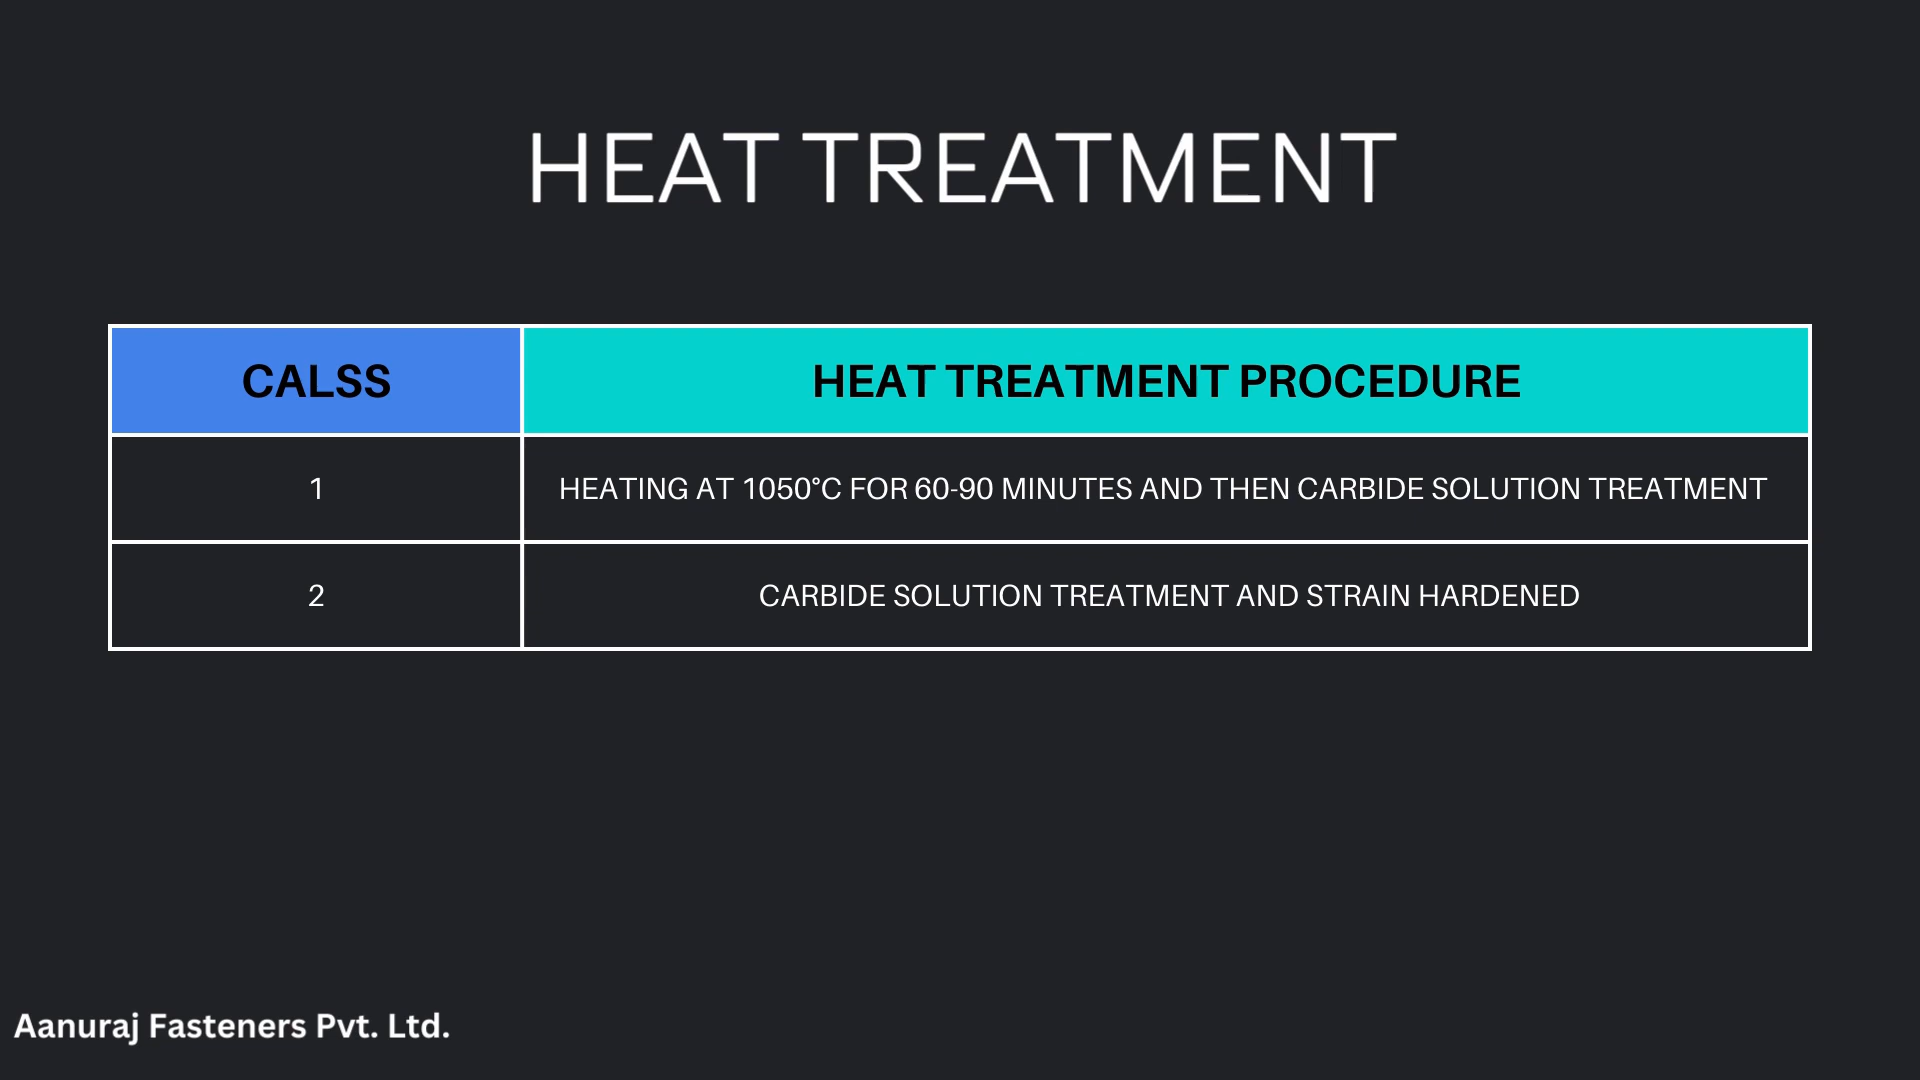 HEAT TREATMENT
CALSS
HEAT TREATMENT PROCEDURE
1
HEATING AT 1050°C FOR 60-90 MINUTES AND THEN CARBIDE SOLUTION TREATMENT
2
CARBIDE SOLUTION TREATMENT AND STRAIN HARDENED
Aanuraj Fasteners Pvt. Ltd.